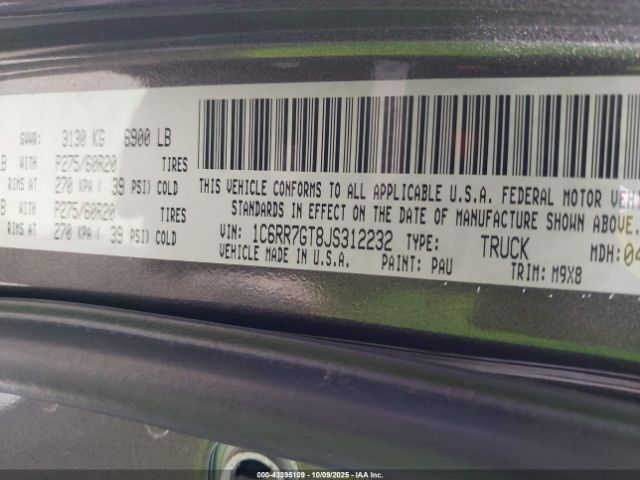 GVWR: 3130 KG 6900 LB
LB WITH P275/60R20 TIRES
RIMS AT 270 KPA ( 39 PSI) COLD
LB WITH P275/60R20 TIRES
RIMS AT 270 KPA ( 39 PSI) COLD
THIS VEHICLE CONFORMS TO ALL APPLICABLE U.S.A. FEDERAL MOTOR
STANDARDS IN EFFECT ON THE DATE OF MANUFACTURE SHOWN ABOVE.
VIN: 1C6RR7GT8JS312232 TYPE: TRUCK MDH: 04
VEHICLE MADE IN U.S.A. PAINT: PAU TRIM: M9X8
000-43395109 - 10/09/2025 - IAAI.com